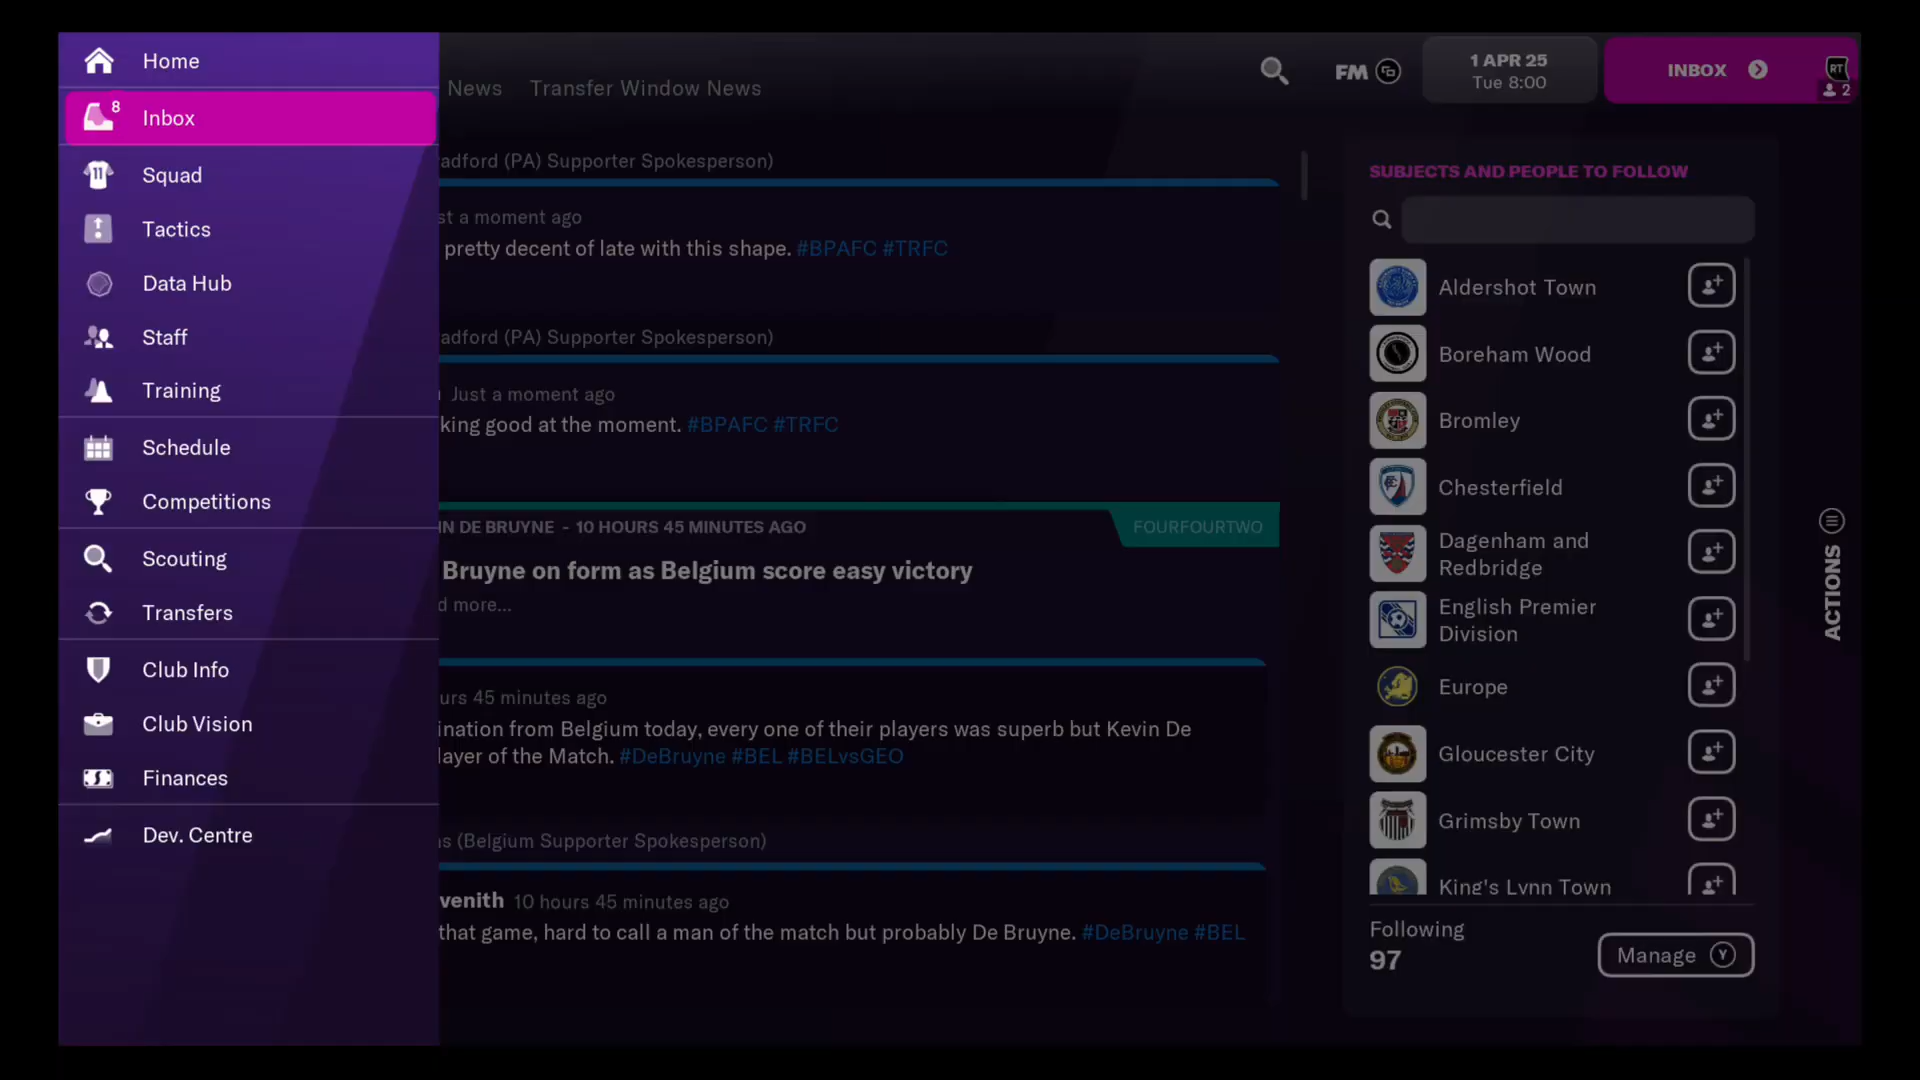 Home
8
Inbox
Squad
Tactics
Data Hub
Staff
Training
Schedule
Competitions
Scouting
Transfers
Club Info
Club Vision
Finances
Dev. Centre
News Transfer Window News
FM
1 APR 25
Tue 8:00
INBOX
RT
2
adford (PA) Supporter Spokesperson)
st a moment ago
pretty decent of late with this shape. #BPAFC #TRFC
adford (PA) Supporter Spokesperson)
Just a moment ago
king good at the moment. #BPAFC #TRFC
IN DE BRUYNE - 10 HOURS 45 MINUTES AGO
FOURFOURTWO
Bruyne on form as Belgium score easy victory
d more...
urs 45 minutes ago
ination from Belgium today, every one of their players was superb but Kevin De
layer of the Match. #DeBruyne #BEL #BELvsGEO
ns (Belgium Supporter Spokesperson)
venith 10 hours 45 minutes ago
that game, hard to call a man of the match but probably De Bruyne. #DeBruyne #BEL
SUBJECTS AND PEOPLE TO FOLLOW
Aldershot Town
Boreham Wood
Bromley
Chesterfield
Dagenham and
Redbridge
English Premier
Division
Europe
Gloucester City
Grimsby Town
King's Lynn Town
Following
97
Manage Y
ACTIONS